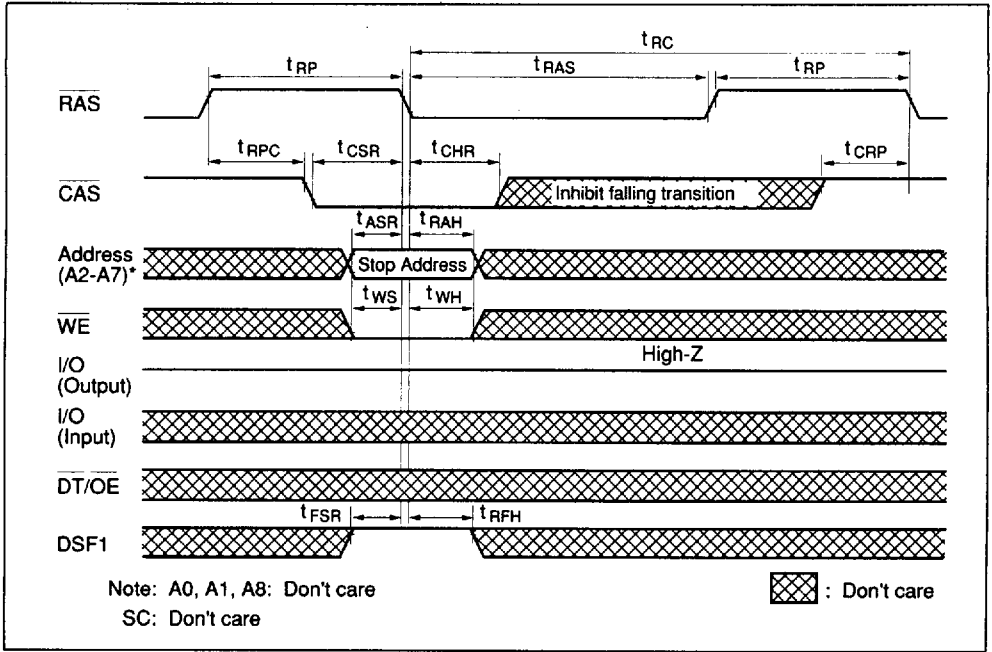 tRC
tRP tRAS tRP
RAS
tRPC tCSR tCHR tCRP
CAS Inhibit falling transition
tASR tRAH
Address
(A2-A7)* Stop Address
tWS tWH
WE
High-Z
I/O
(Output)
I/O
(Input)
DT/OE
tFSR tRFH
DSF1
Note: A0, A1, A8: Don't care : Don't care
SC: Don't care